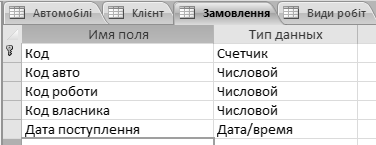 Автомобілі Клієнт Замовлення Види робіт
Имя поля Тип данных
Код Счетчик
Код авто Числовой
Код роботи Числовой
Код власника Числовой
Дата поступлення Дата/время